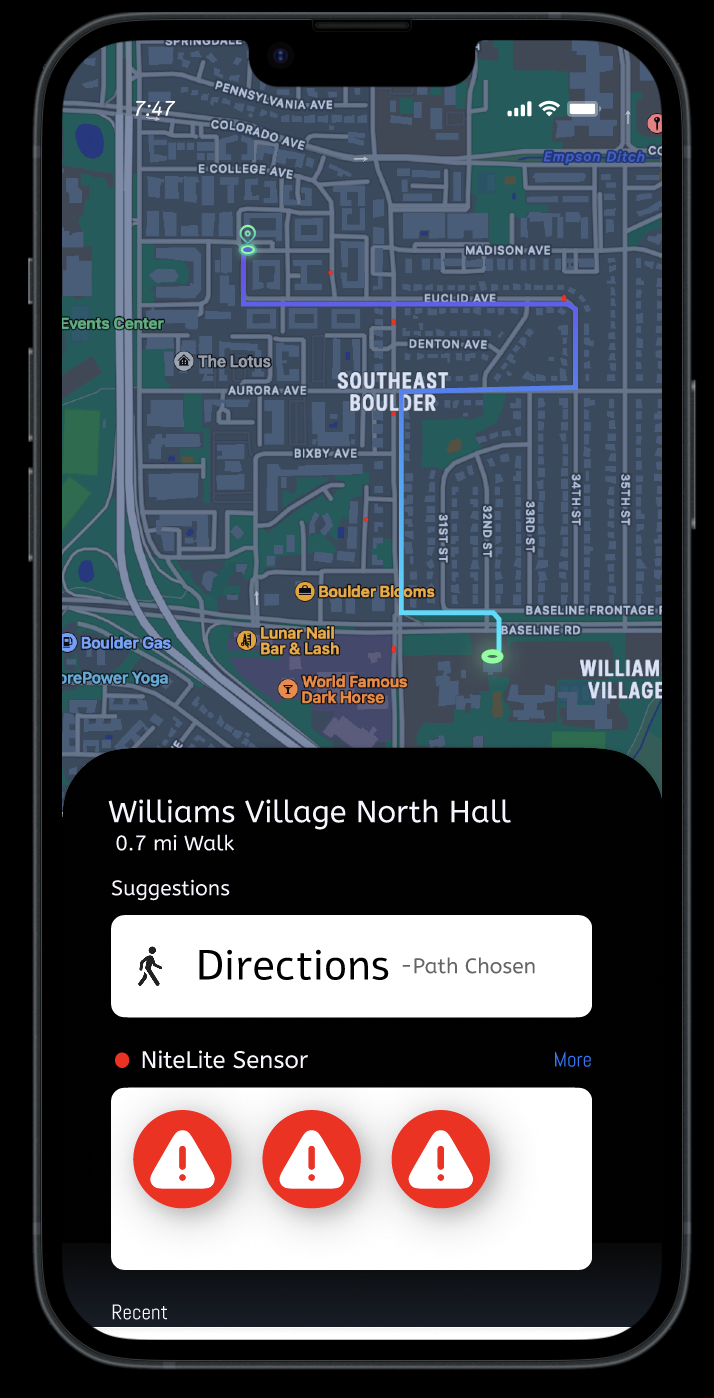 SPRINGDALE
7:47
PENNSYLVANIA AVE
COLORADO AVE
Empson Ditch
E COLLEGE AVE
MADISON AVE
EUCLID AVE
Events Center
DENTON AVE
The Lotus
SOUTHEAST
BOULDER
AURORA AVE
BIXBY AVE
31ST ST
32ND ST
33RD ST
34TH ST
35TH ST
Boulder Blooms
BASELINE FRONTAGE
BASELINE RD
Lunar Nail
Bar & Lash
Boulder Gas
WILLIAM
VILLAGE
orePower Yoga
World Famous
Dark Horse
Williams Village North Hall
0.7 mi Walk
Suggestions
Directions -Path Chosen
NiteLite Sensor More
Recent